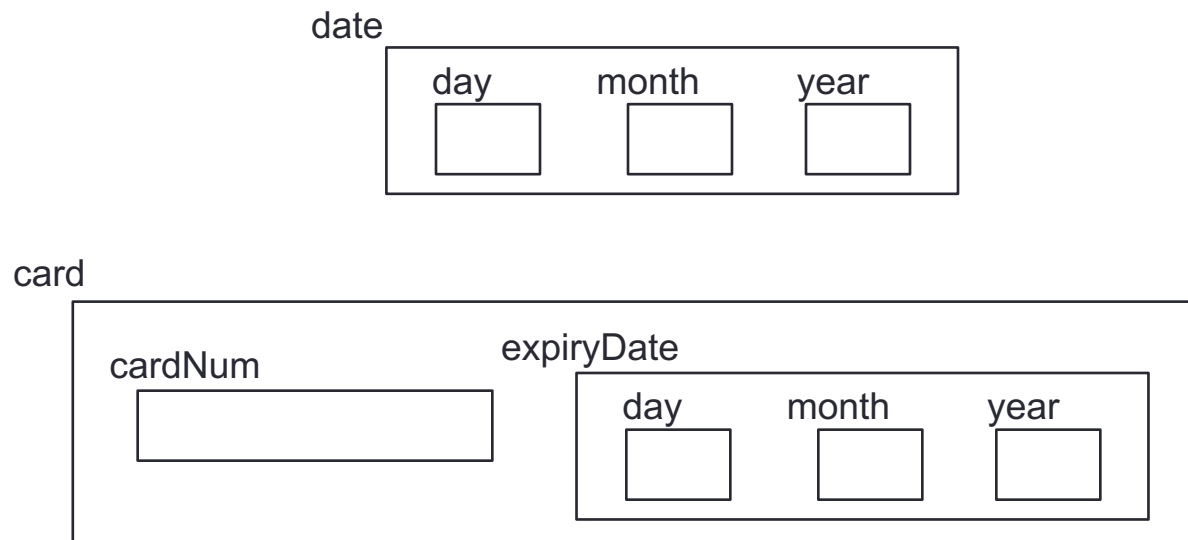 date
day month year
card
expiryDate
cardNum
day month year